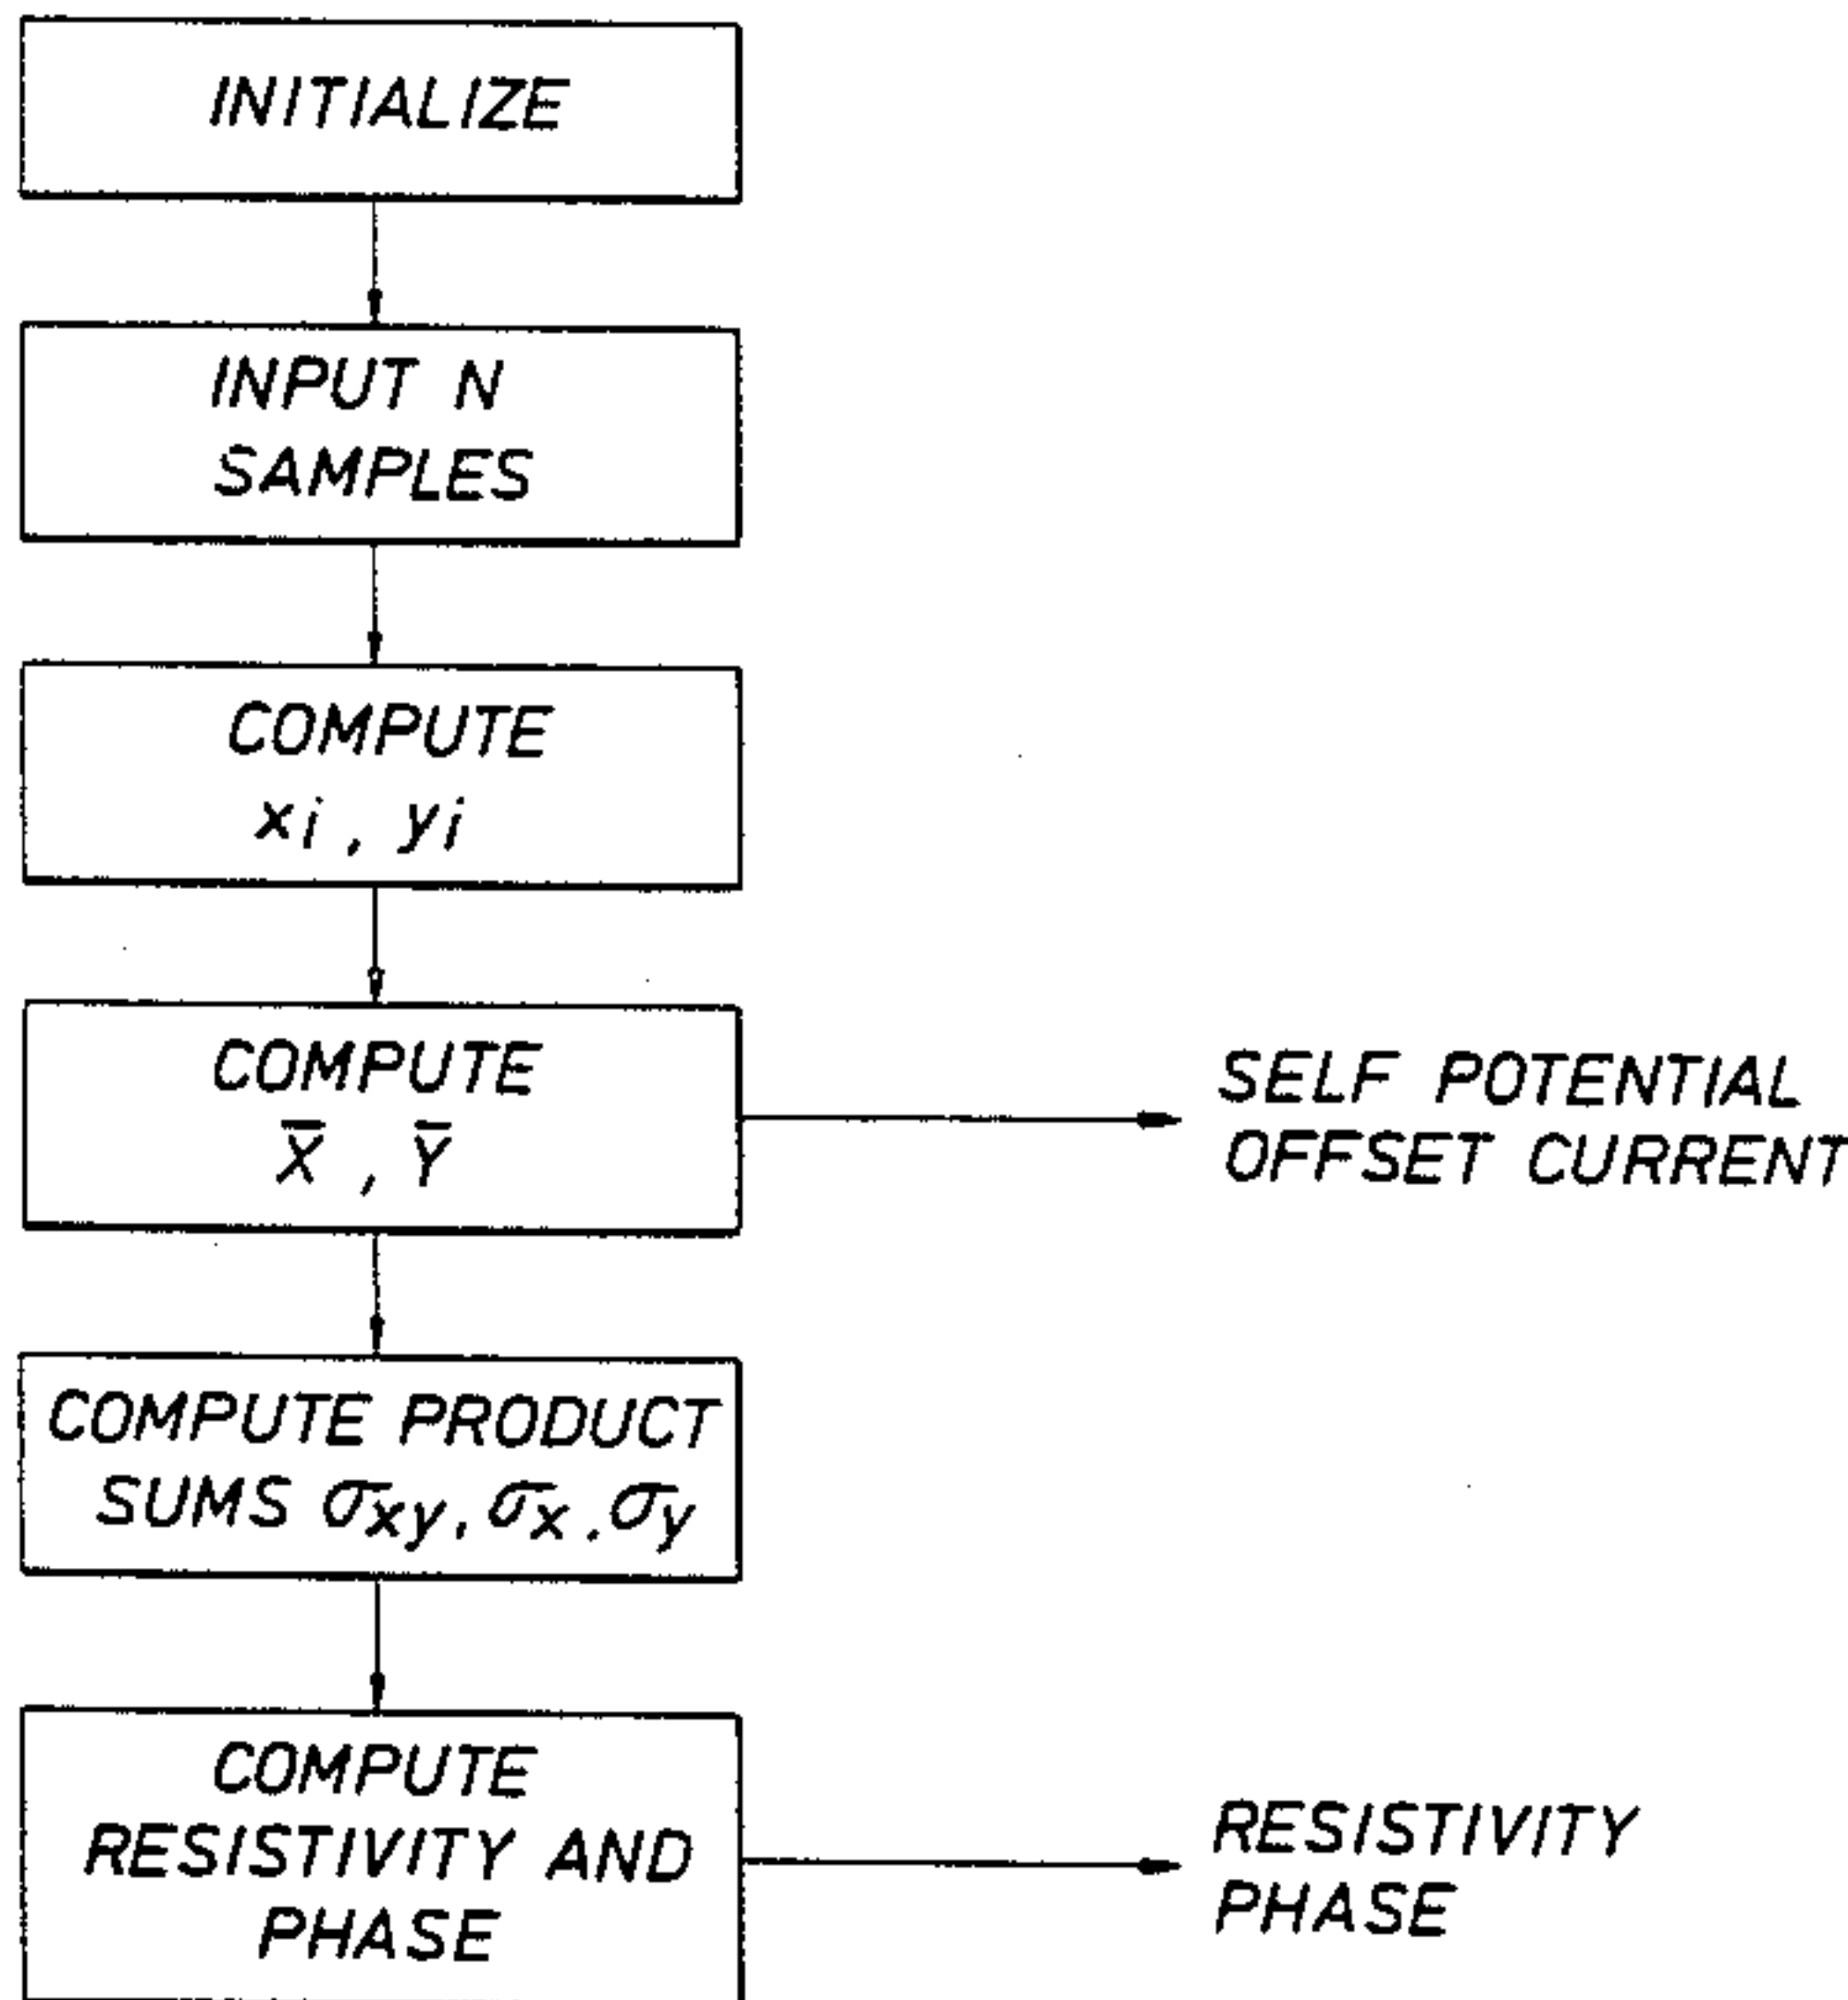 INITIALIZE
INPUT N
SAMPLES
COMPUTE
xi, yi
COMPUTE
X̅, Y̅
SELF POTENTIAL
OFFSET CURRENT
COMPUTE PRODUCT
SUMS σxy, σx, σy
COMPUTE
RESISTIVITY AND
PHASE
RESISTIVITY
PHASE